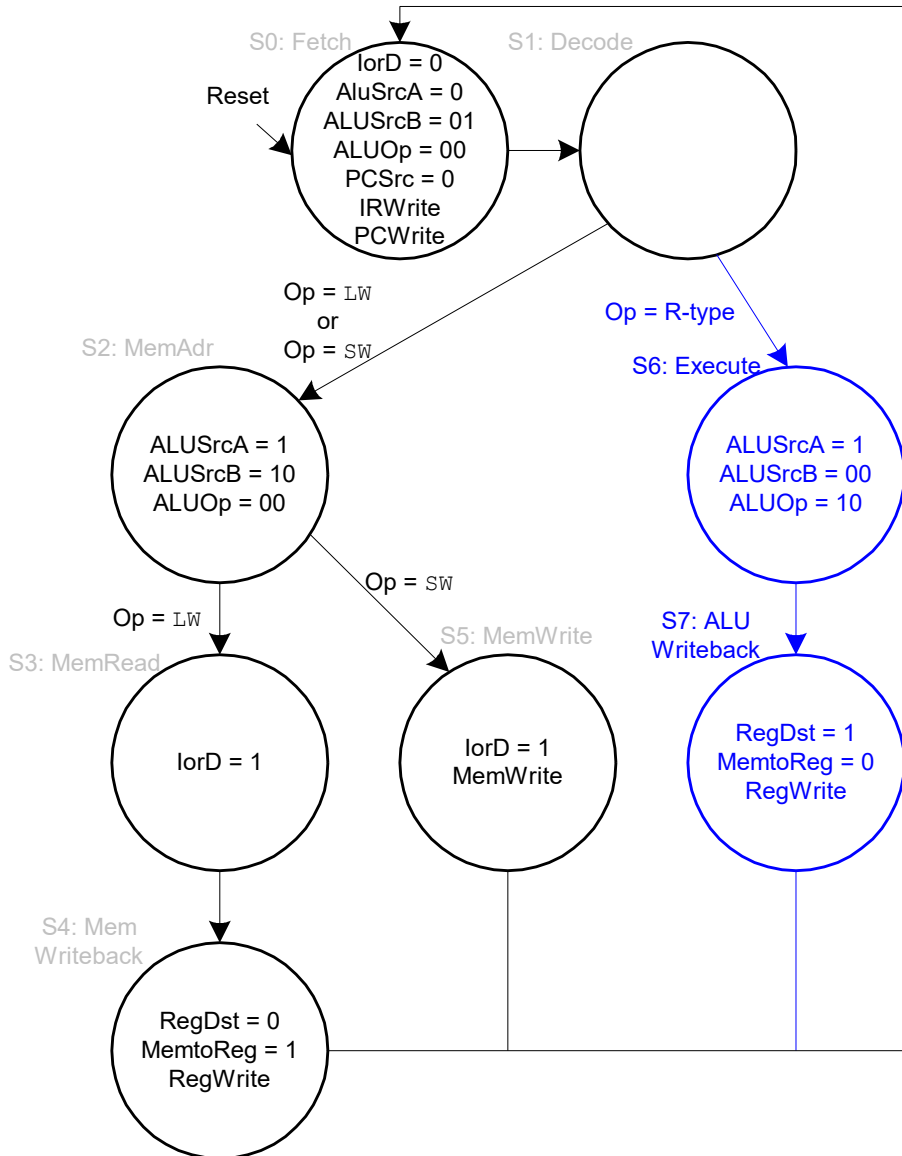 S0: Fetch
S1: Decode
Reset
IorD = 0
AluSrcA = 0
ALUSrcB = 01
ALUOp = 00
PCSrc = 0
IRWrite
PCWrite
Op = LW
or
Op = SW
Op = R-type
S2: MemAdr
S6: Execute
ALUSrcA = 1
ALUSrcB = 10
ALUOp = 00
ALUSrcA = 1
ALUSrcB = 00
ALUOp = 10
Op = LW
Op = SW
S3: MemRead
S5: MemWrite
S7: ALU
Writeback
IorD = 1
IorD = 1
MemWrite
RegDst = 1
MemtoReg = 0
RegWrite
S4: Mem
Writeback
RegDst = 0
MemtoReg = 1
RegWrite